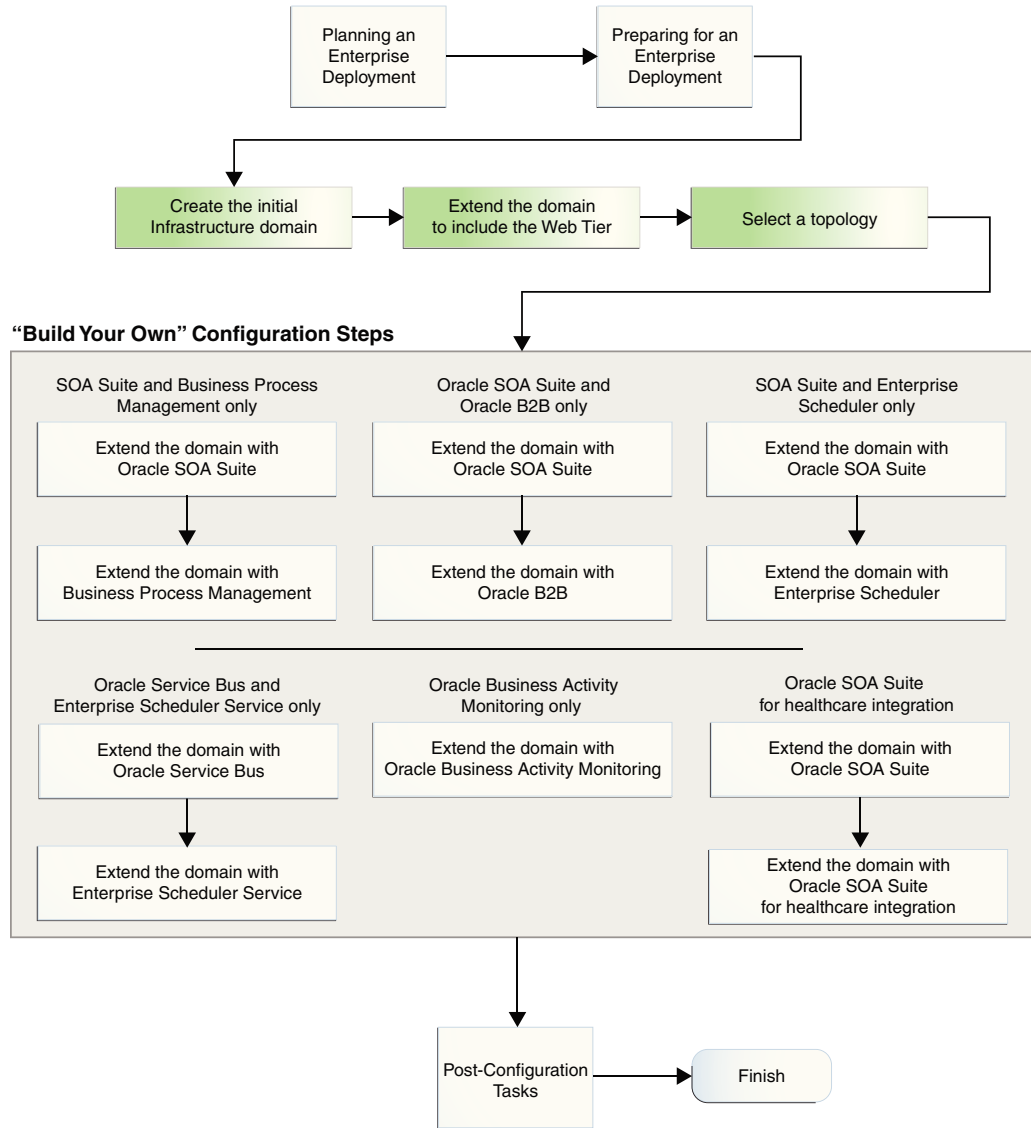 Planning an
Enterprise
Deployment
Preparing for an
Enterprise
Deployment
Create the initial
Infrastructure domain
Extend the domain
to include the Web Tier
Select a topology
“Build Your Own” Configuration Steps
SOA Suite and Business Process
Management only
Extend the domain with
Oracle SOA Suite
Extend the domain with
Business Process Management
Oracle SOA Suite and
Oracle B2B only
Extend the domain with
Oracle SOA Suite
Extend the domain with
Oracle B2B
SOA Suite and Enterprise
Scheduler only
Extend the domain with
Oracle SOA Suite
Extend the domain with
Enterprise Scheduler
Oracle Service Bus and
Enterprise Scheduler Service only
Extend the domain with
Oracle Service Bus
Extend the domain with
Enterprise Scheduler Service
Oracle Business Activity
Monitoring only
Extend the domain with
Oracle Business Activity Monitoring
Oracle SOA Suite
for healthcare integration
Extend the domain with
Oracle SOA Suite
Extend the domain with
Oracle SOA Suite
for healthcare integration
Post-Configuration
Tasks
Finish